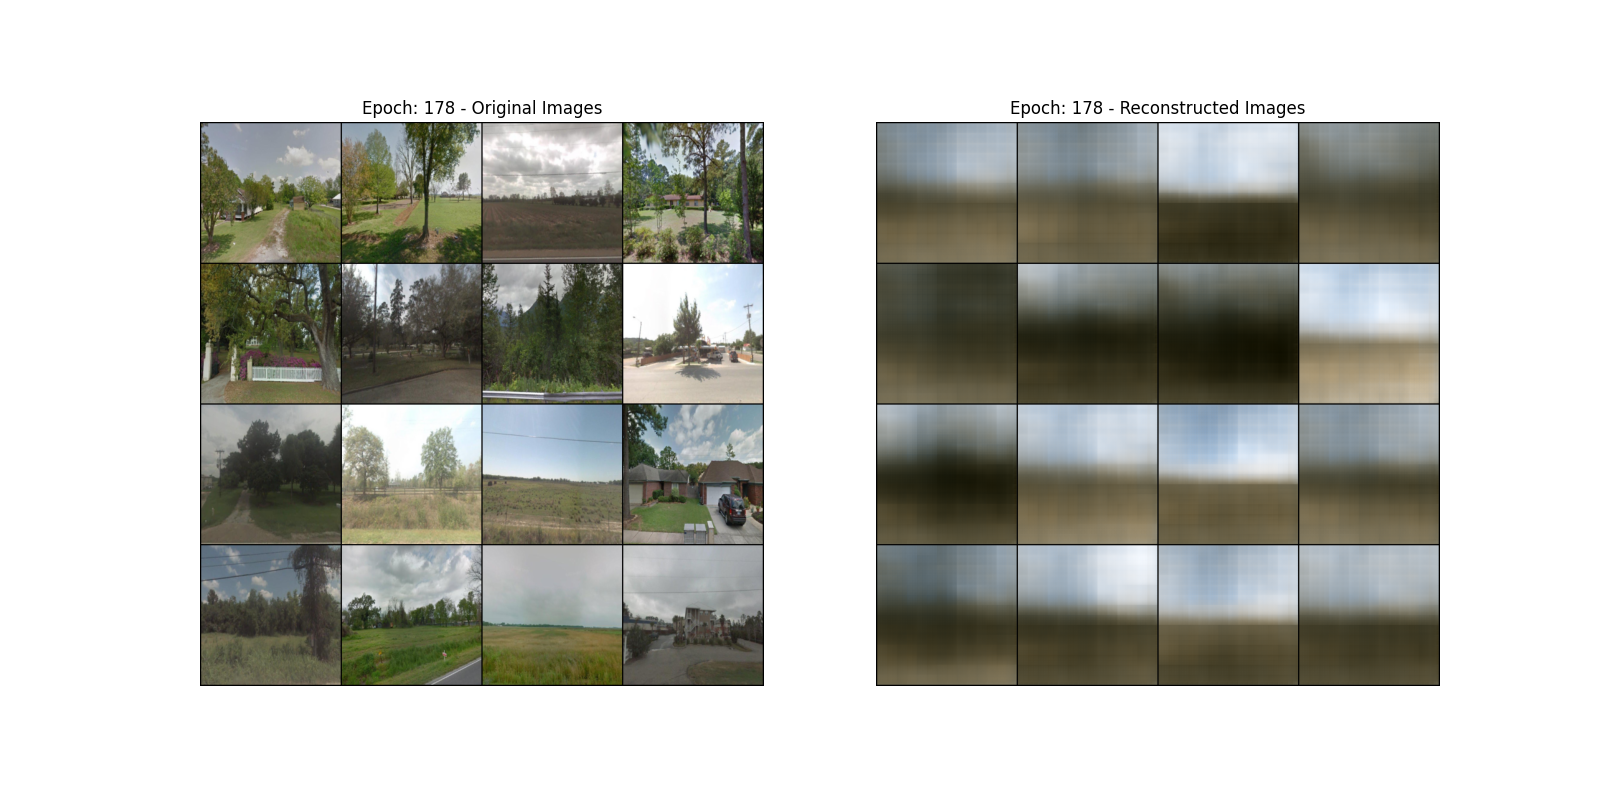 Epoch: 178 - Original Images
Epoch: 178 - Reconstructed Images